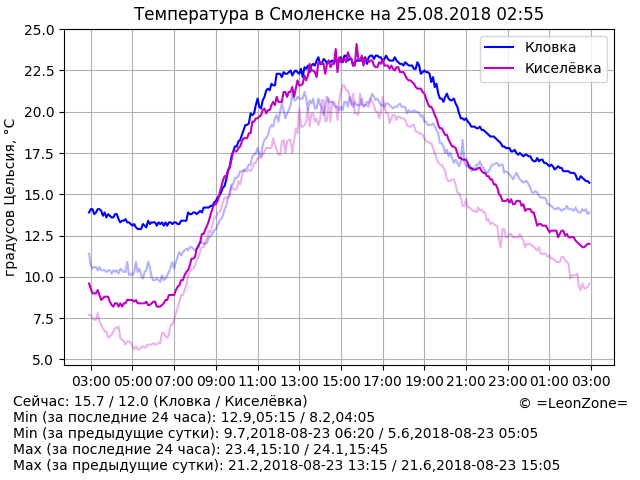 Температура в Смоленске на 25.08.2018 02:55
градусов Цельсия, °C
25.0
22.5
20.0
17.5
15.0
12.5
10.0
7.5
5.0
Кловка
Киселёвка
03:00 05:00 07:00 09:00 11:00 13:00 15:00 17:00 19:00 21:00 23:00 01:00 03:00
Сейчас: 15.7 / 12.0 (Кловка / Киселёвка)
© =LeonZone=
Min (за последние 24 часа): 12.9,05:15 / 8.2,04:05
Min (за предыдущие сутки): 9.7,2018-08-23 06:20 / 5.6,2018-08-23 05:05
Max (за последние 24 часа): 23.4,15:10 / 24.1,15:45
Max (за предыдущие сутки): 21.2,2018-08-23 13:15 / 21.6,2018-08-23 15:05